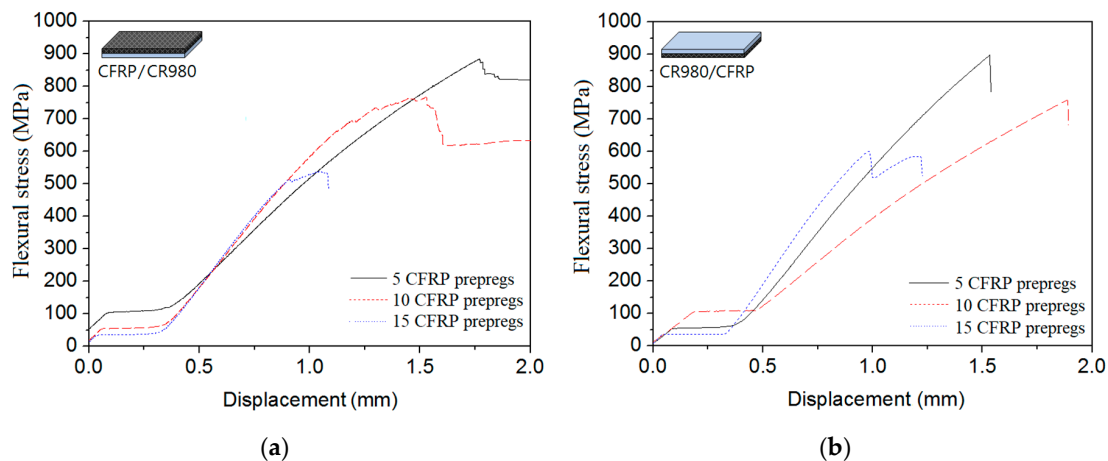 1000
900
800
700
600
500
400
300
200
100
0
Flexural stress (MPa)
CFRP/CR980
5 CFRP prepregs
10 CFRP prepregs
15 CFRP prepregs
0.0 0.5 1.0 1.5 2.0
Displacement (mm)
(a)
1000
900
800
700
600
500
400
300
200
100
0
Flexural stress (MPa)
CR980/CFRP
5 CFRP prepregs
10 CFRP prepregs
15 CFRP prepregs
0.0 0.5 1.0 1.5 2.0
Displacement (mm)
(b)